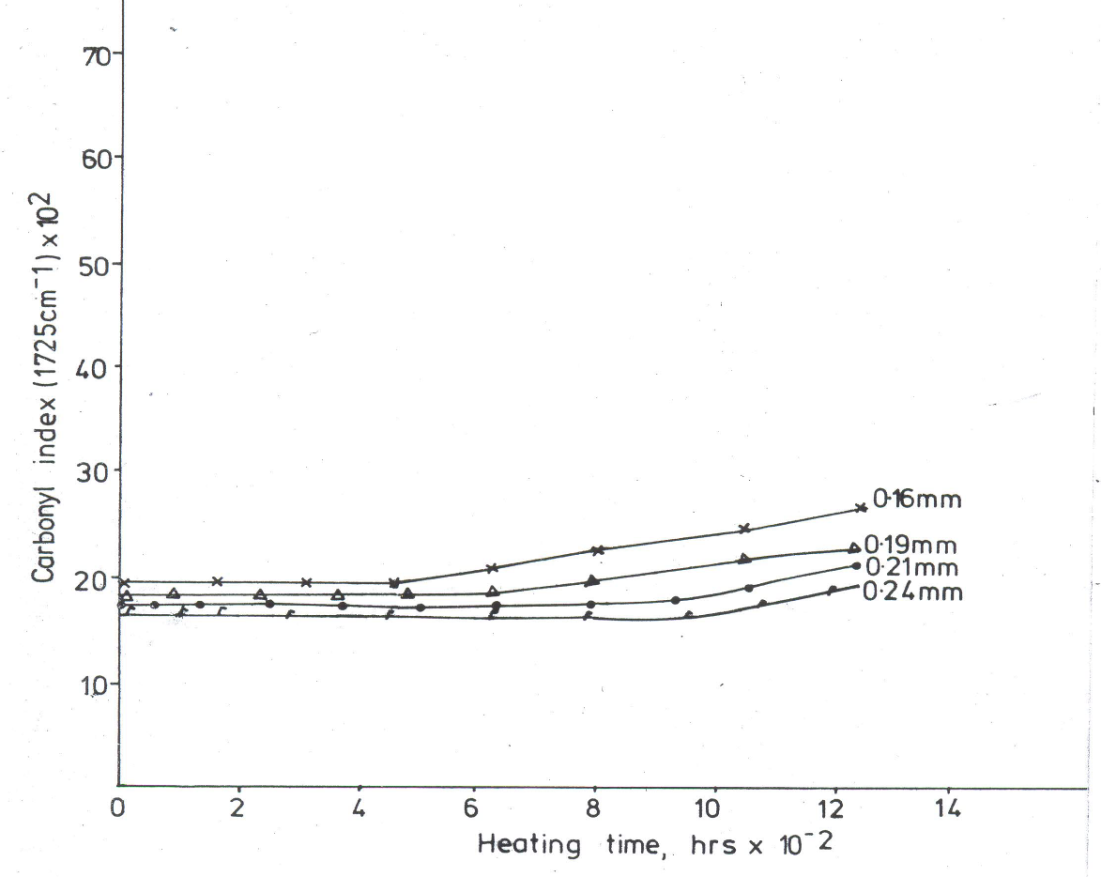 70
60
50
40
30
20
10
Carbonyl index (1725cm⁻¹) x 10²
0·16mm
0·19mm
0·21mm
0·24mm
0 2 4 6 8 10 12 14
Heating time, hrs x 10⁻²